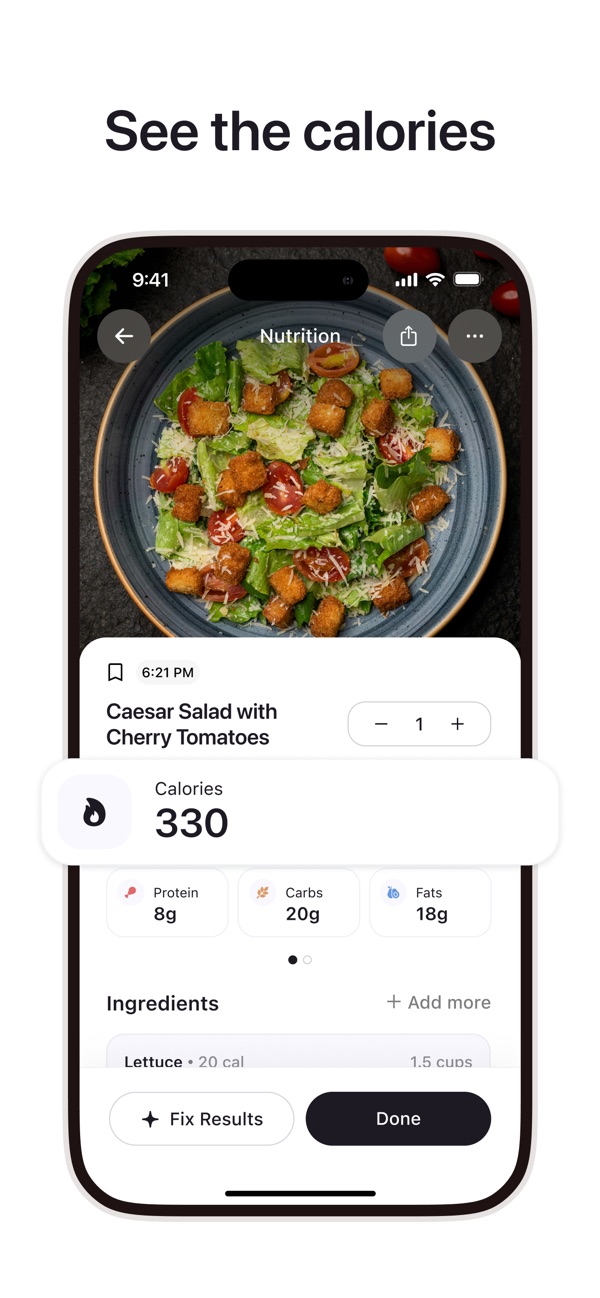 See the calories
9:41
Nutrition
6:21 PM
Caesar Salad with
Cherry Tomatoes
1
Calories
330
Protein
8g
Carbs
20g
Fats
18g
Ingredients
+ Add more
Lettuce • 20 cal
1.5 cups
Fix Results
Done